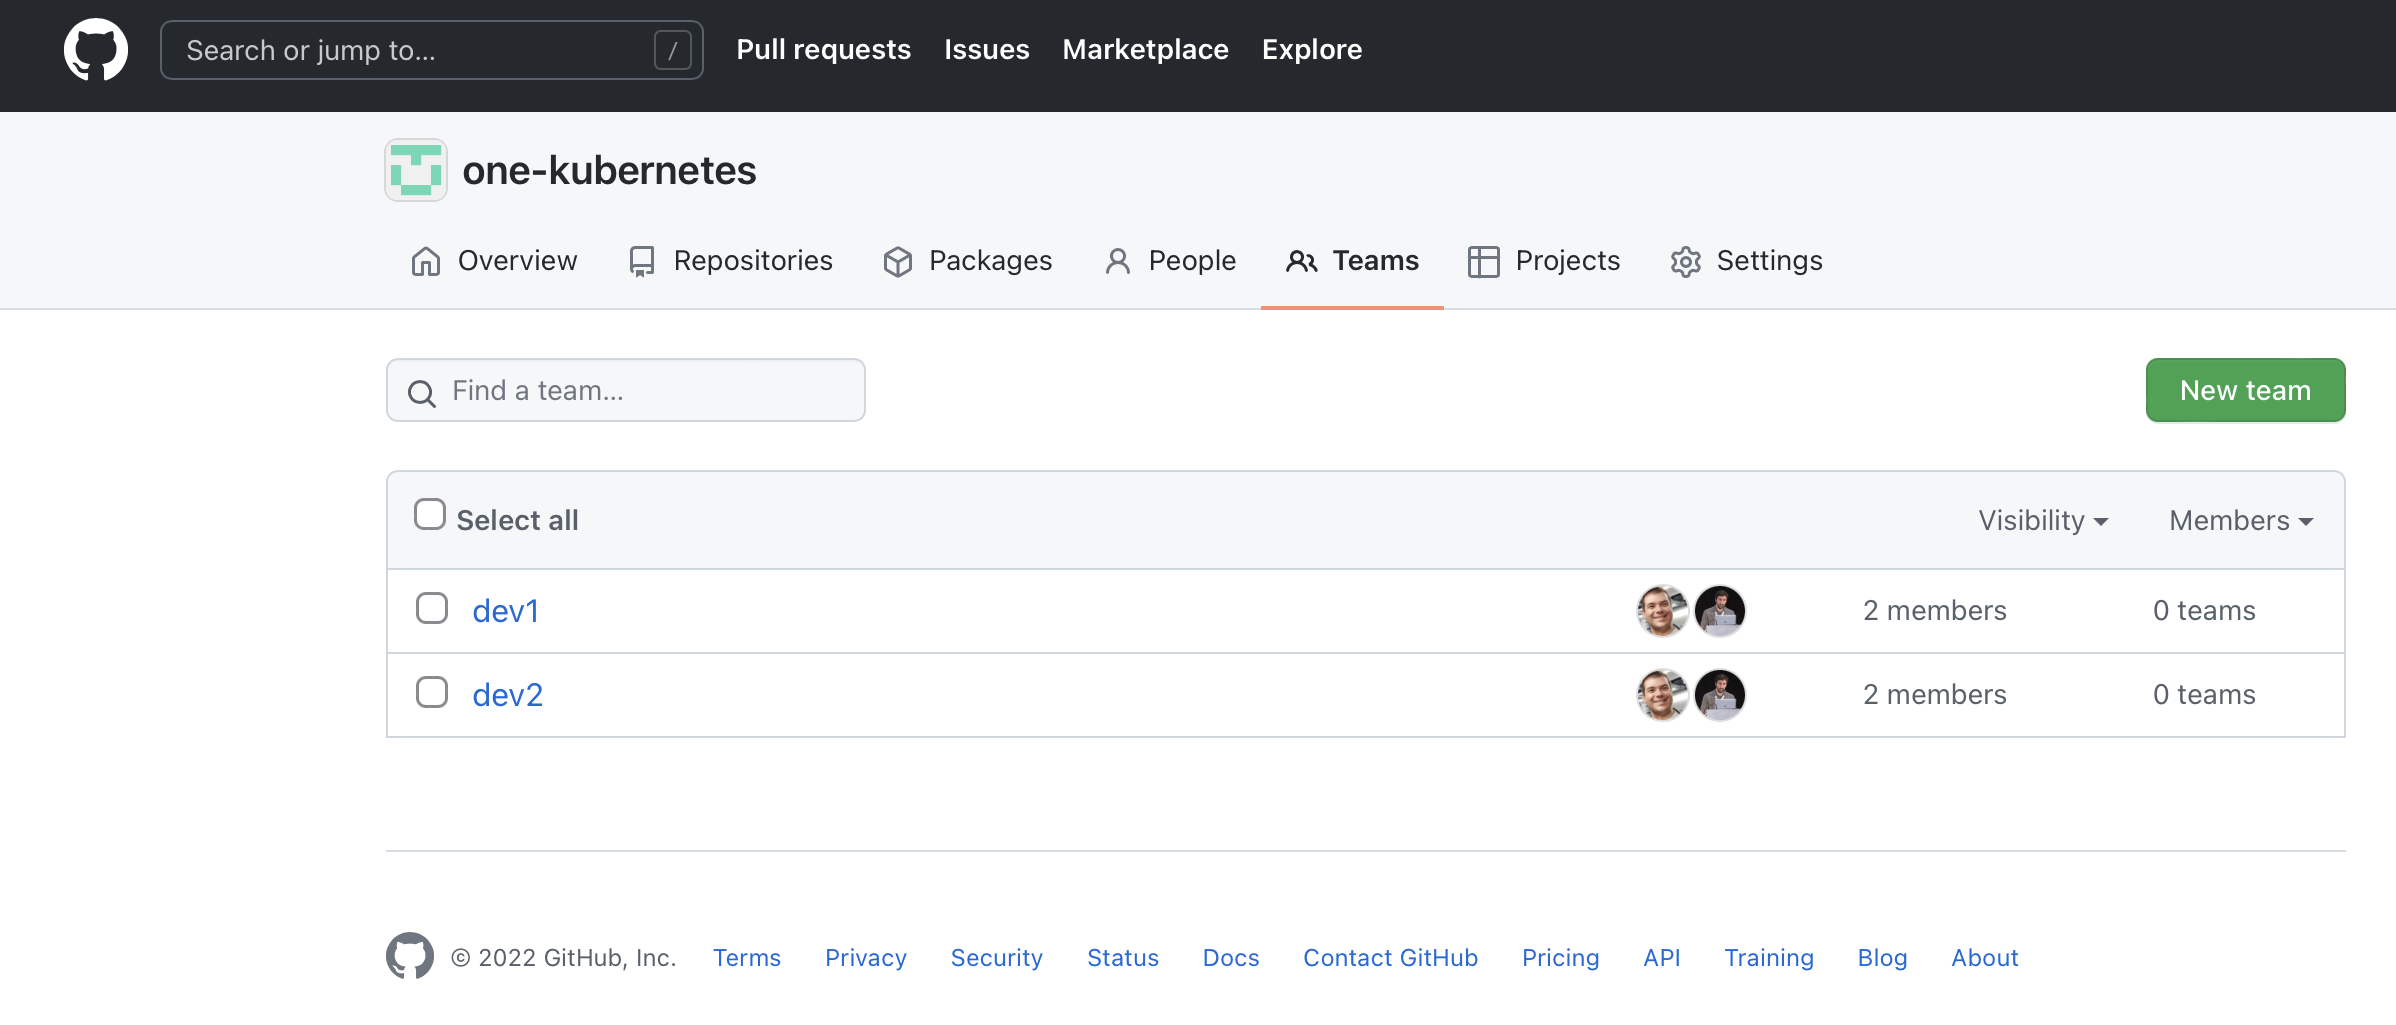 Search or jump to... / Pull requests Issues Marketplace Explore
one-kubernetes
Overview Repositories Packages People Teams Projects Settings
Find a team... New team
Select all Visibility Members
dev1 2 members 0 teams
dev2 2 members 0 teams
© 2022 GitHub, Inc. Terms Privacy Security Status Docs Contact GitHub Pricing API Training Blog About